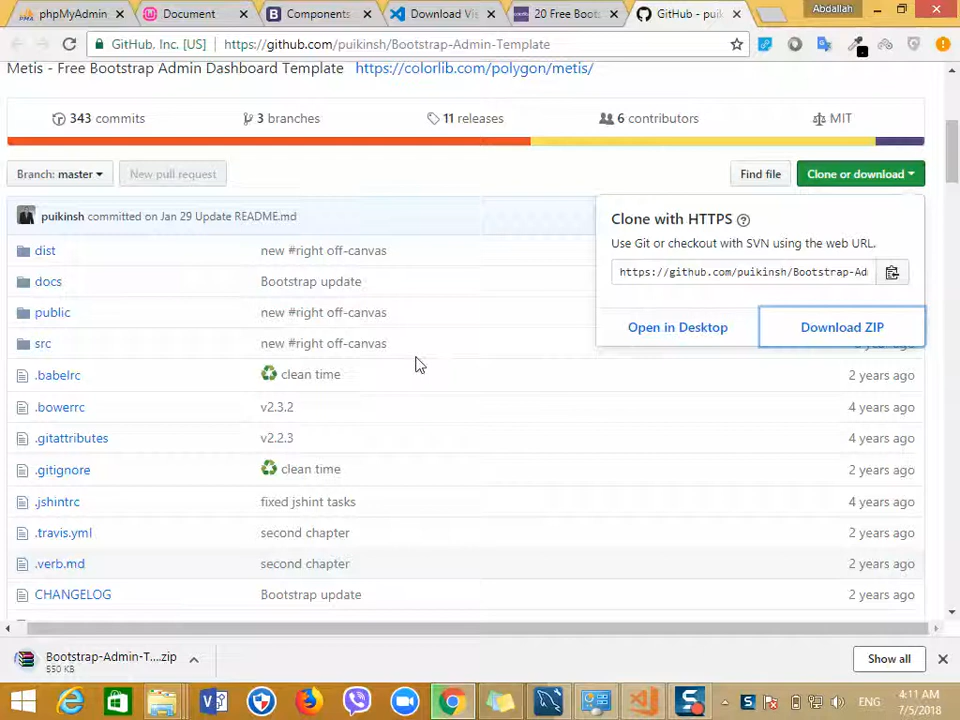 phpMyAdmin
Document
Components
Download Vis
20 Free Boots
GitHub - puik
Abdallah
GitHub, Inc. [US]
https://github.com/puikinsh/Bootstrap-Admin-Template
Metis - Free Bootstrap Admin Dashboard Template https://colorlib.com/polygon/metis/
343 commits
3 branches
11 releases
6 contributors
MIT
Branch: master
New pull request
Find file
Clone or download
puikinsh committed on Jan 29 Update README.md
Clone with HTTPS
Use Git or checkout with SVN using the web URL.
https://github.com/puikinsh/Bootstrap-Ad
Open in Desktop
Download ZIP
dist new #right off-canvas
docs Bootstrap update
public new #right off-canvas
src new #right off-canvas
.babelrc clean time 2 years ago
.bowerrc v2.3.2 4 years ago
.gitattributes v2.2.3 4 years ago
.gitignore clean time 2 years ago
.jshintrc fixed jshint tasks 4 years ago
.travis.yml second chapter 2 years ago
.verb.md second chapter 2 years ago
CHANGELOG Bootstrap update 2 years ago
Bootstrap-Admin-T....zip
550 KB
Show all
ENG
4:11 AM
7/5/2018